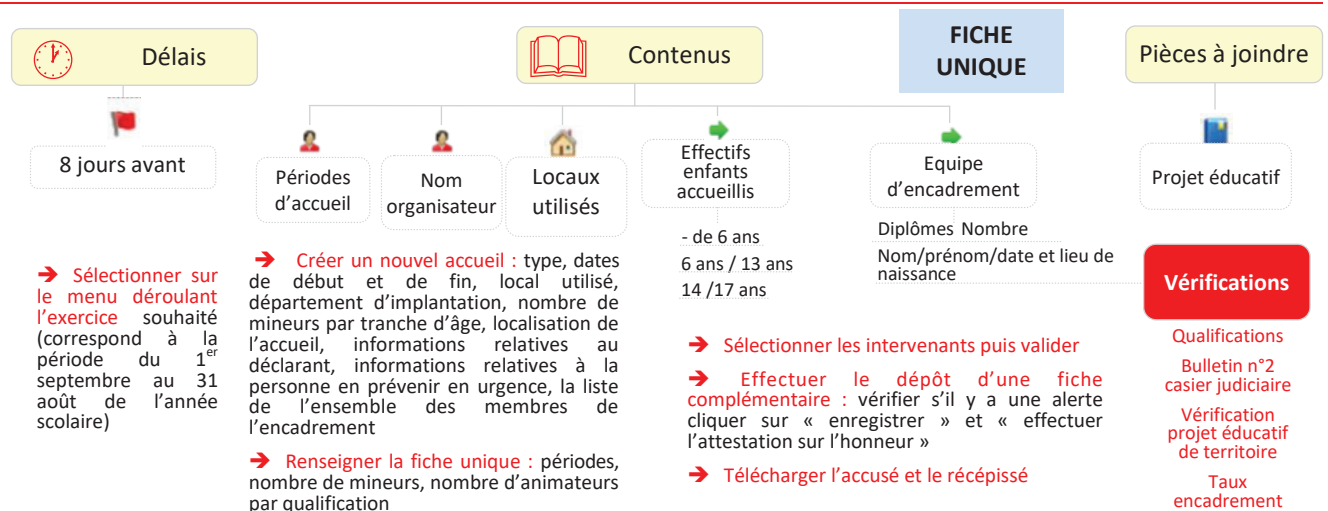 Délais
8 jours avant
➔ Sélectionner sur
le menu déroulant
l’exercice souhaité
(correspond à la
période du 1er
septembre au 31
août de l’année
scolaire)
Contenus
FICHE
UNIQUE
Périodes
d’accueil
Nom
organisateur
Locaux
utilisés
Effectifs
enfants
accueillis
- de 6 ans
6 ans / 13 ans
14 /17 ans
Equipe
d’encadrement
Diplômes Nombre
Nom/prénom/date et lieu de
naissance
➔ Créer un nouvel accueil : type, dates
de début et de fin, local utilisé,
département d’implantation, nombre de
mineurs par tranche d’âge, localisation de
l’accueil, informations relatives au
déclarant, informations relatives à la
personne en prévenir en urgence, la liste
de l’ensemble des membres de
l’encadrement
➔ Renseigner la fiche unique : périodes,
nombre de mineurs, nombre d’animateurs
par qualification
➔ Sélectionner les intervenants puis valider
➔ Effectuer le dépôt d’une fiche
complémentaire : vérifier s’il y a une alerte
cliquer sur « enregistrer » et « effectuer
l’attestation sur l’honneur »
➔ Télécharger l’accusé et le récépissé
Pièces à joindre
Projet éducatif
Vérifications
Qualifications
Bulletin n°2
casier judiciaire
Vérification
projet éducatif
de territoire
Taux
encadrement